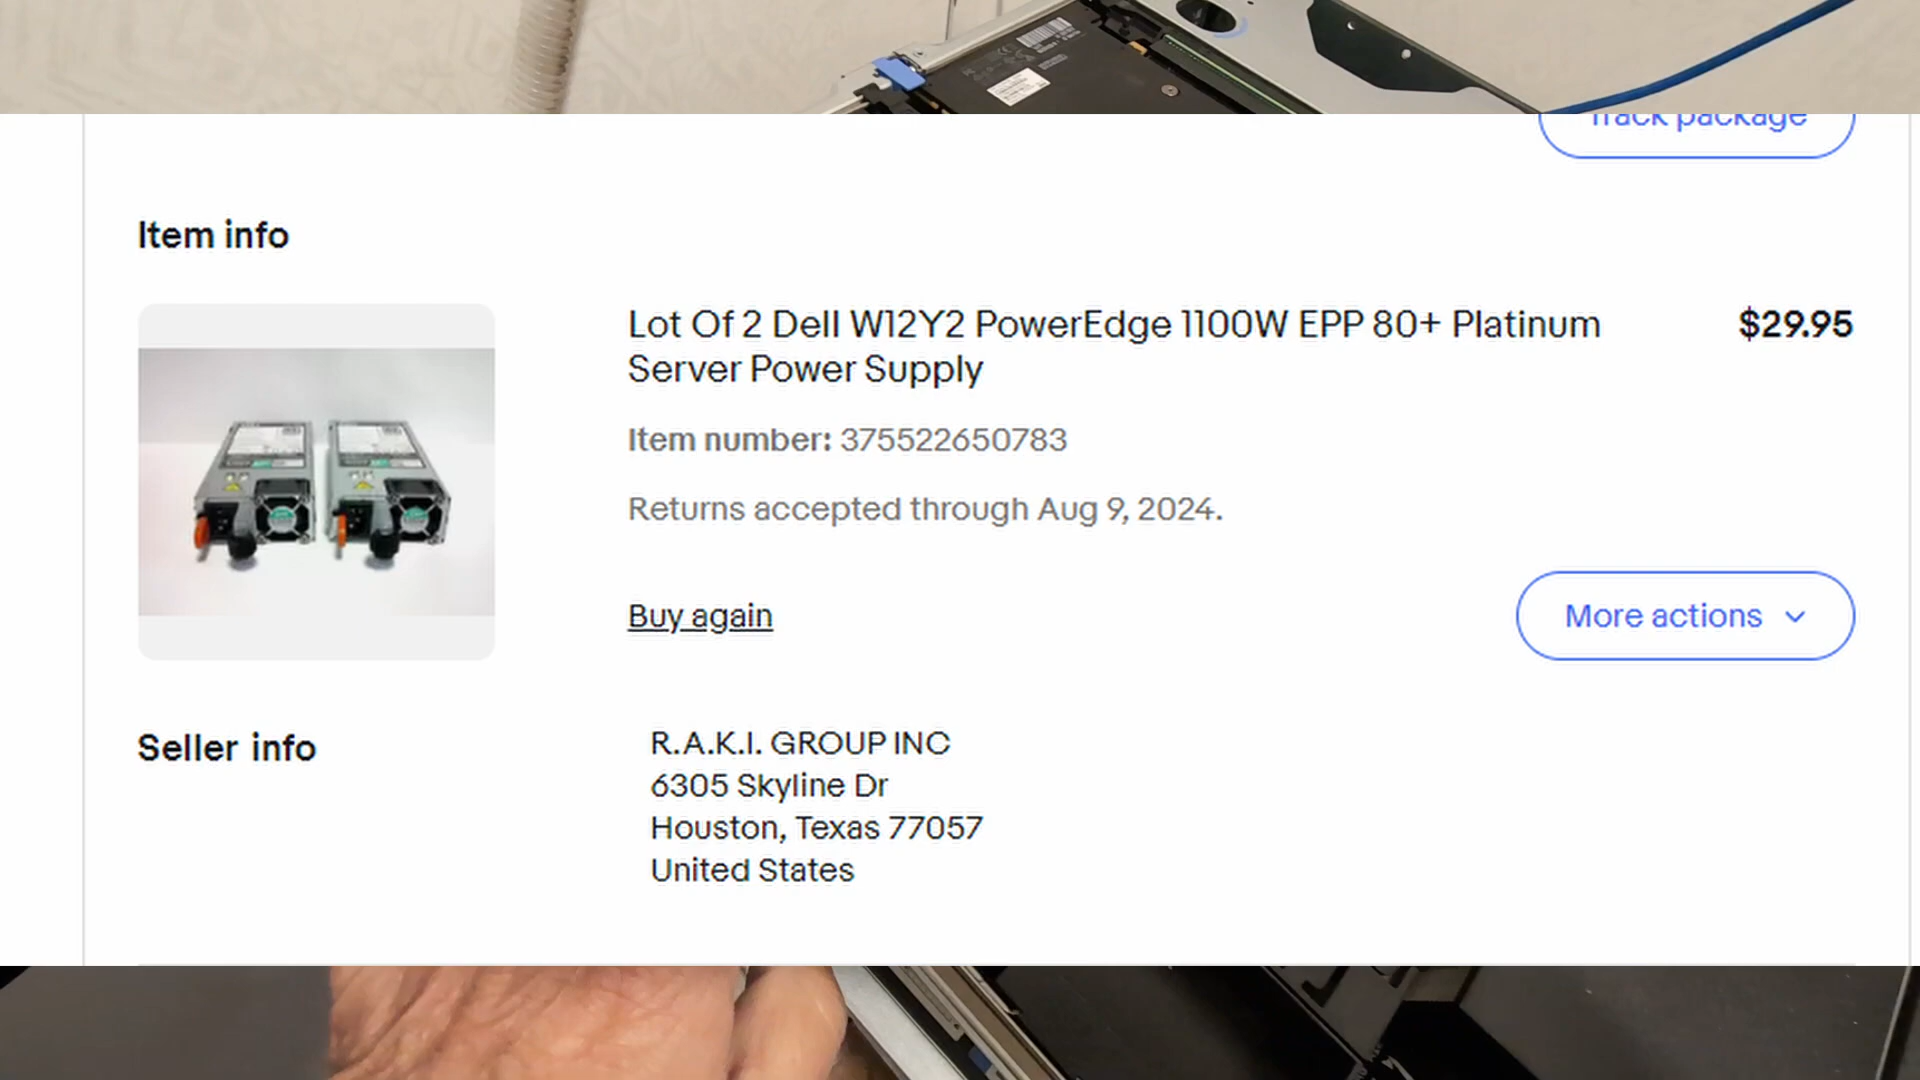 Track package
Item info
Lot Of 2 Dell W12Y2 PowerEdge 1100W EPP 80+ Platinum
Server Power Supply
$29.95
Item number: 375522650783
Returns accepted through Aug 9, 2024.
Buy again
More actions
Seller info
R.A.K.I. GROUP INC
6305 Skyline Dr
Houston, Texas 77057
United States